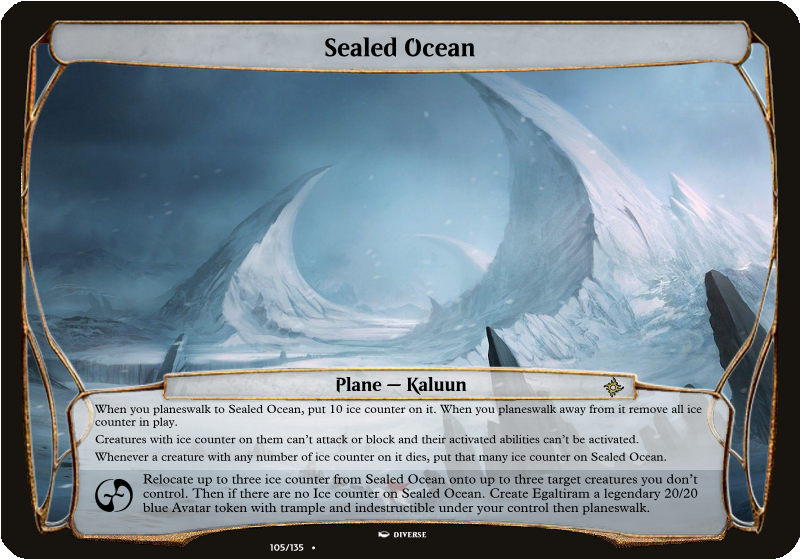 Sealed Ocean
Plane — Kaluun
When you planeswalk to Sealed Ocean, put 10 ice counter on it. When you planeswalk away from it remove all ice
counter in play.
Creatures with ice counter on them can't attack or block and their activated abilities can't be activated.
Whenever a creature with any number of ice counter on it dies, put that many ice counter on Sealed Ocean.
Relocate up to three ice counter from Sealed Ocean onto up to three target creatures you don't
control. Then if there are no Ice counter on Sealed Ocean. Create Egaltiram a legendary 20/20
blue Avatar token with trample and indestructible under your control then planeswalk.
DIVERSE
105/135 •